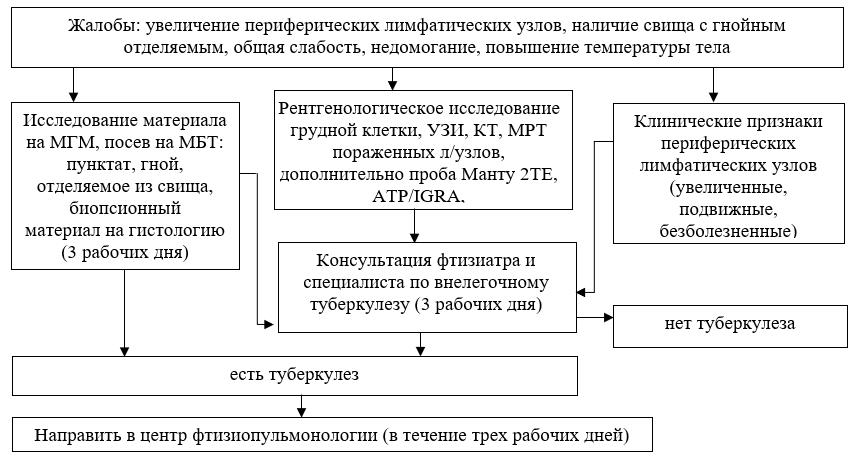 Жалобы: увеличение периферических лимфатических узлов, наличие свища с гнойным
отделяемым, общая слабость, недомогание, повышение температуры тела
Исследование материала
на МГМ, посев на МБТ:
пунктат, гной,
отделяемое из свища,
биопсионный
материал на гистологию
(3 рабочих дня)
Рентгенологическое исследование
грудной клетки, УЗИ, КТ, МРТ
пораженных л/узлов,
дополнительно проба Манту 2ТЕ,
АТР/IGRA.
Клинические признаки
периферических
лимфатических узлов
(увеличенные,
подвижные,
безболезненные)
Консультация фтизиатра и
специалиста по внелегочному
туберкулезу (3 рабочих дня)
нет туберкулеза
есть туберкулез
Направить в центр фтизиопульмонологии (в течение трех рабочих дней)